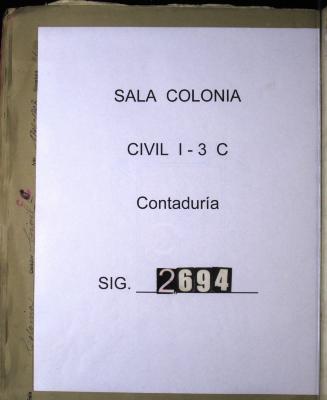 SALA COLONIA
CIVIL I - 3 C
Contaduría
SIG. 2694